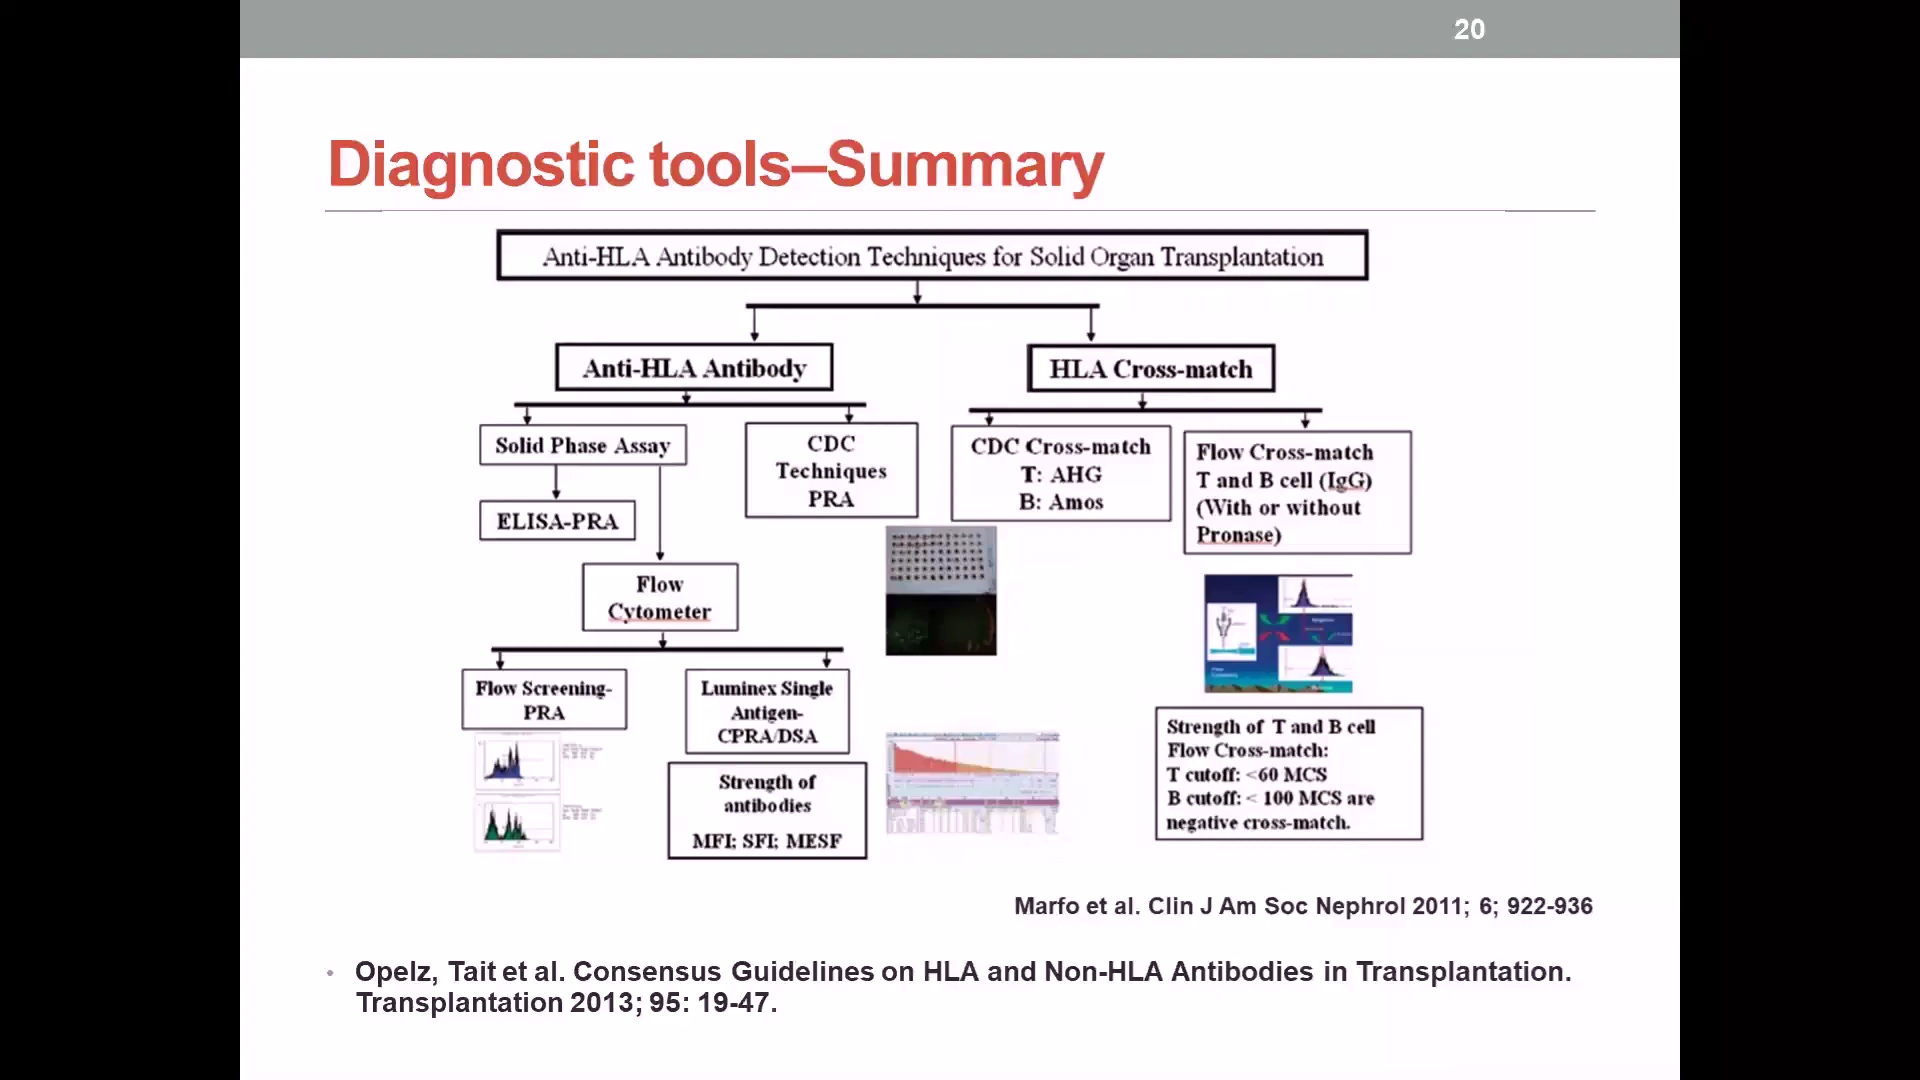 20
Diagnostic tools–Summary
Anti-HLA Antibody Detection Techniques for Solid Organ Transplantation
Anti-HLA Antibody
HLA Cross-match
Solid Phase Assay
CDC
Techniques
PRA
CDC Cross-match
T: AHG
B: Amos
Flow Cross-match
T and B cell (IgG)
(With or without
Pronase)
ELISA-PRA
Flow
Cytometer
Flow Screening-
PRA
Luminex Single
Antigen-
CPRA/DSA
Strength of
antibodies
MFI; SFI; MESF
Strength of T and B cell
Flow Cross-match:
T cutoff: <60 MCS
B cutoff: < 100 MCS are
negative cross-match.
Marfo et al. Clin J Am Soc Nephrol 2011; 6; 922-936
• Opelz, Tait et al. Consensus Guidelines on HLA and Non-HLA Antibodies in Transplantation.
Transplantation 2013; 95: 19-47.